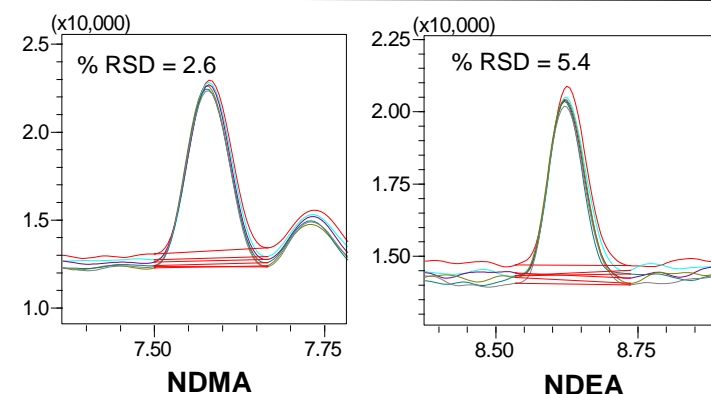 (x10,000)
2.5
% RSD = 2.6
2.0
1.5
1.0
7.50 7.75
NDMA
(x10,000)
2.25
% RSD = 5.4
2.00
1.75
1.50
8.50 8.75
NDEA